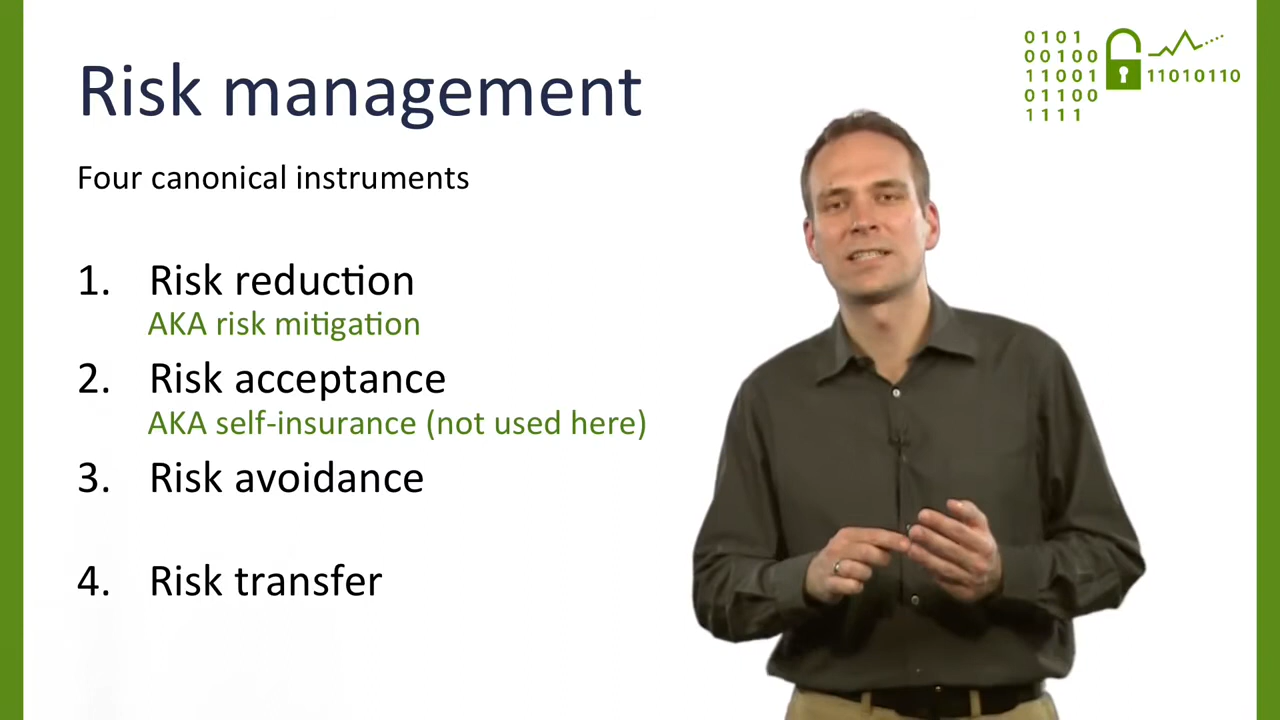 Risk management
Four canonical instruments
1. Risk reduction
AKA risk mitigation
2. Risk acceptance
AKA self-insurance (not used here)
3. Risk avoidance
4. Risk transfer
0101
00100
11001
01100
1111
11010110